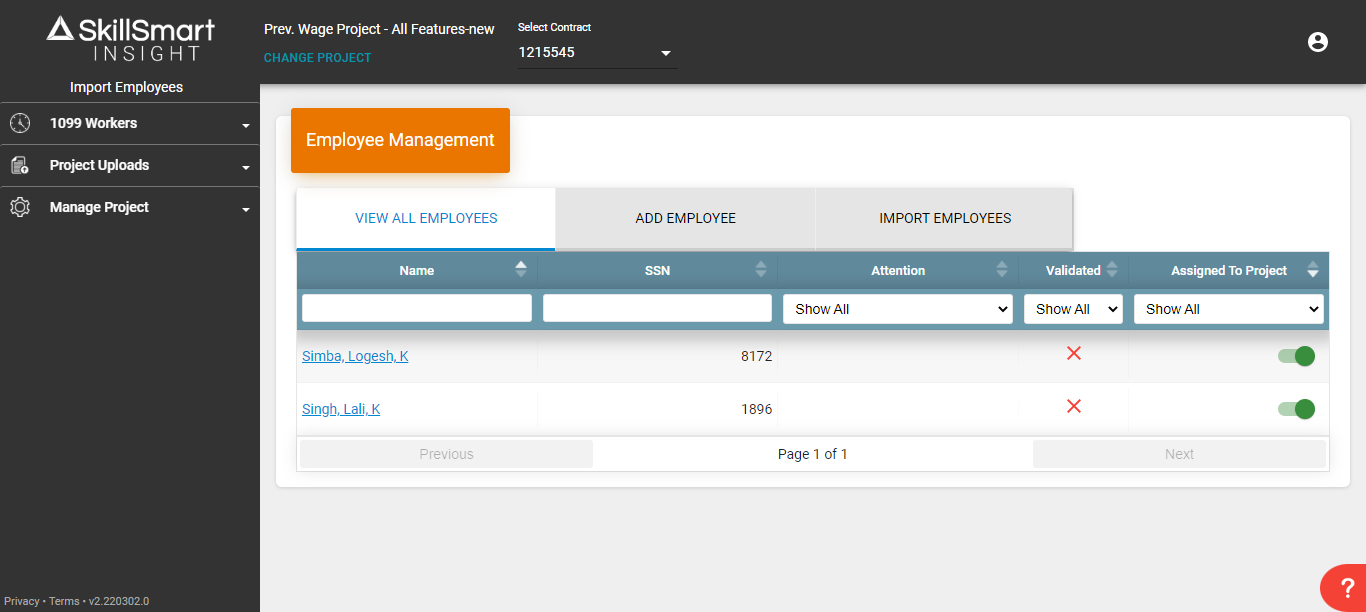 SkillSmart
INSIGHT
Import Employees
1099 Workers
Project Uploads
Manage Project
Privacy • Terms • v2.220302.0
Prev. Wage Project - All Features-new
CHANGE PROJECT
Select Contract
1215545
Employee Management
VIEW ALL EMPLOYEES ADD EMPLOYEE IMPORT EMPLOYEES
Name SSN Attention Validated Assigned To Project
Show All Show All Show All
Simba, Logesh, K 8172
Singh, Lali, K 1896
Previous Page 1 of 1 Next
?